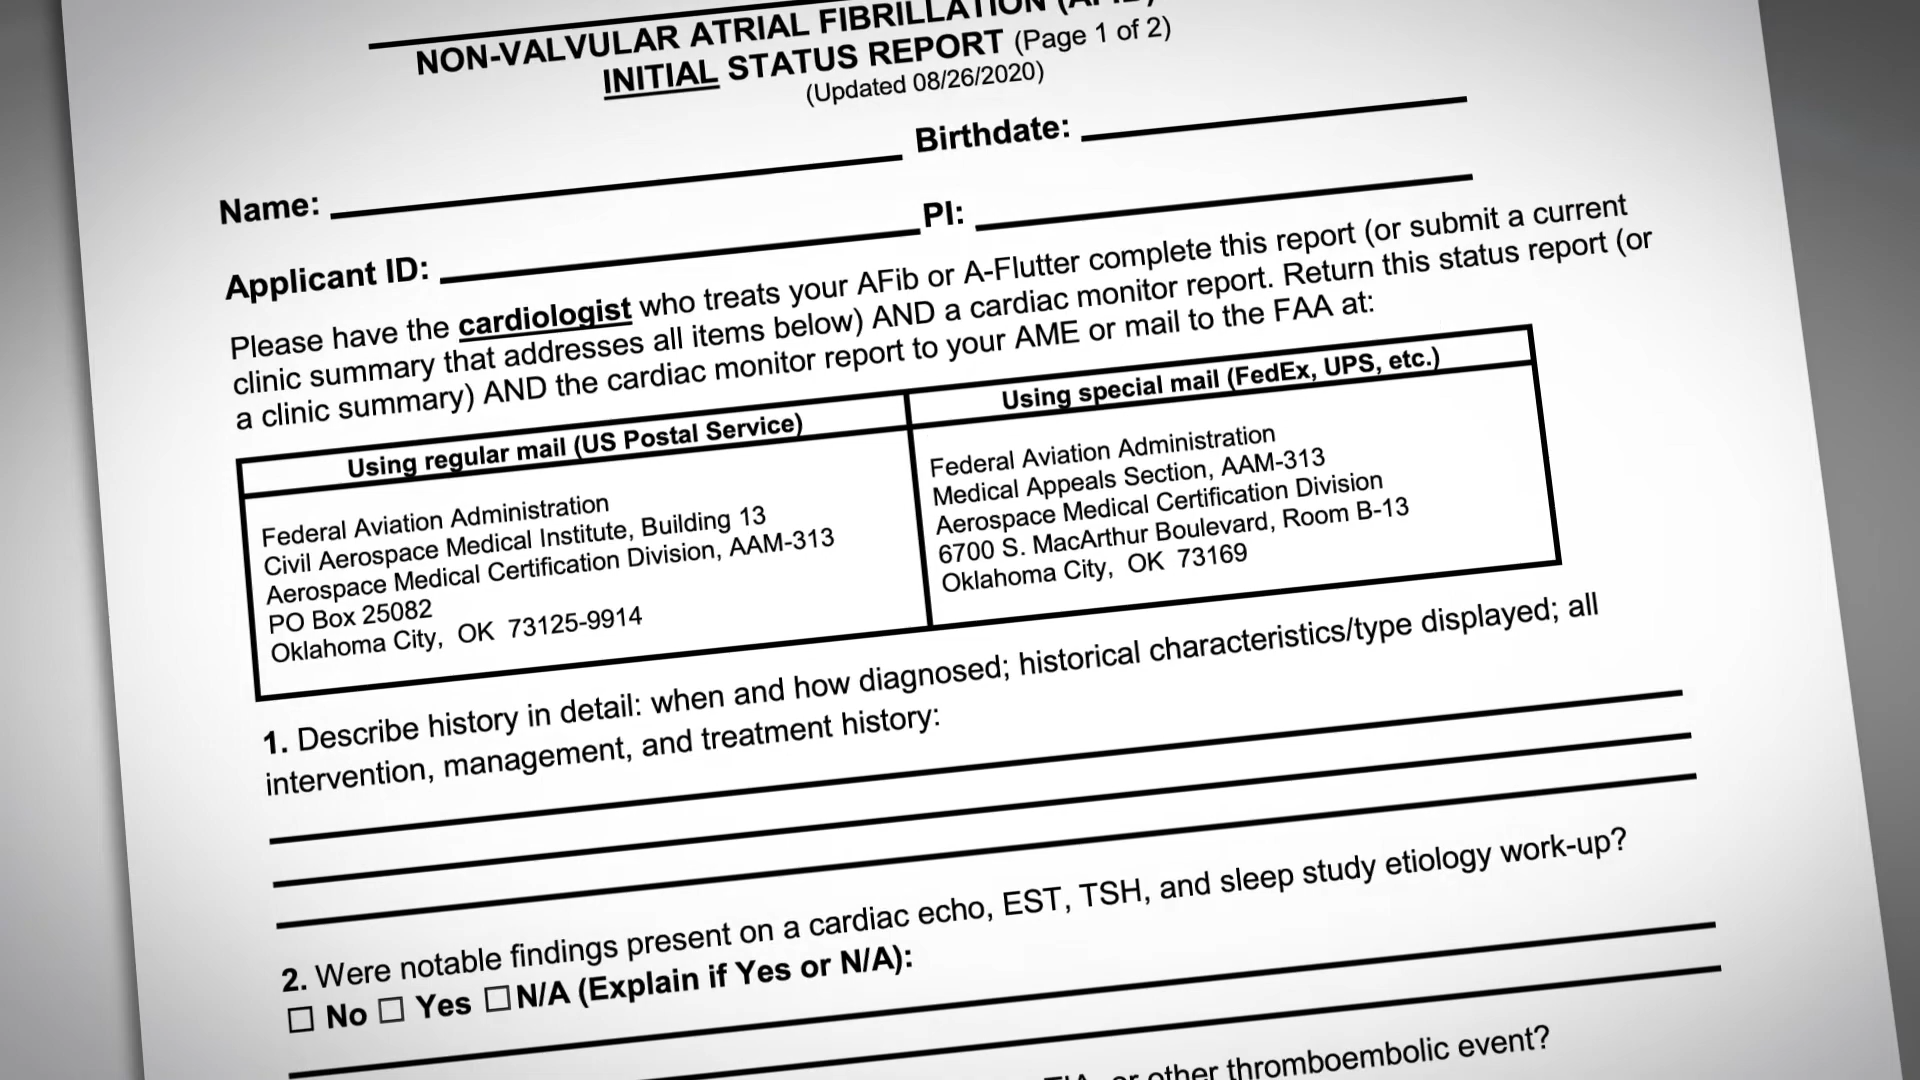 NON-VALVULAR ATRIAL FIBRILLATION
INITIAL STATUS REPORT (Page 1 of 2)
(Updated 08/26/2020)
Name: Birthdate:
Applicant ID: PI:
Please have the cardiologist who treats your AFib or A-Flutter complete this report (or submit a current
clinic summary that addresses all items below) AND a cardiac monitor report. Return this status report (or
a clinic summary) AND the cardiac monitor report to your AME or mail to the FAA at:
Using regular mail (US Postal Service)
Federal Aviation Administration
Civil Aerospace Medical Institute, Building 13
Aerospace Medical Certification Division, AAM-313
PO Box 25082
Oklahoma City, OK 73125-9914
Using special mail (FedEx, UPS, etc.)
Federal Aviation Administration
Medical Appeals Section, AAM-313
Aerospace Medical Certification Division
6700 S. MacArthur Boulevard, Room B-13
Oklahoma City, OK 73169
1. Describe history in detail: when and how diagnosed; historical characteristics/type displayed; all
intervention, management, and treatment history:
2. Were notable findings present on a cardiac echo, EST, TSH, and sleep study etiology work-up?
☐ No ☐ Yes ☐ N/A (Explain if Yes or N/A):
or other thromboembolic event?